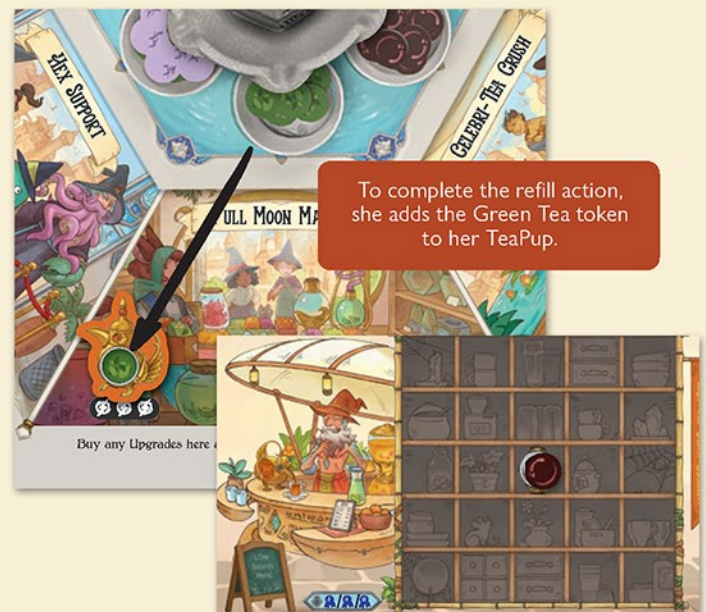 Hex Support
Celebri-Tea Crush
ull Moon Ma
To complete the refill action,
she adds the Green Tea token
to her TeaPup.
Buy any Upgrades here a